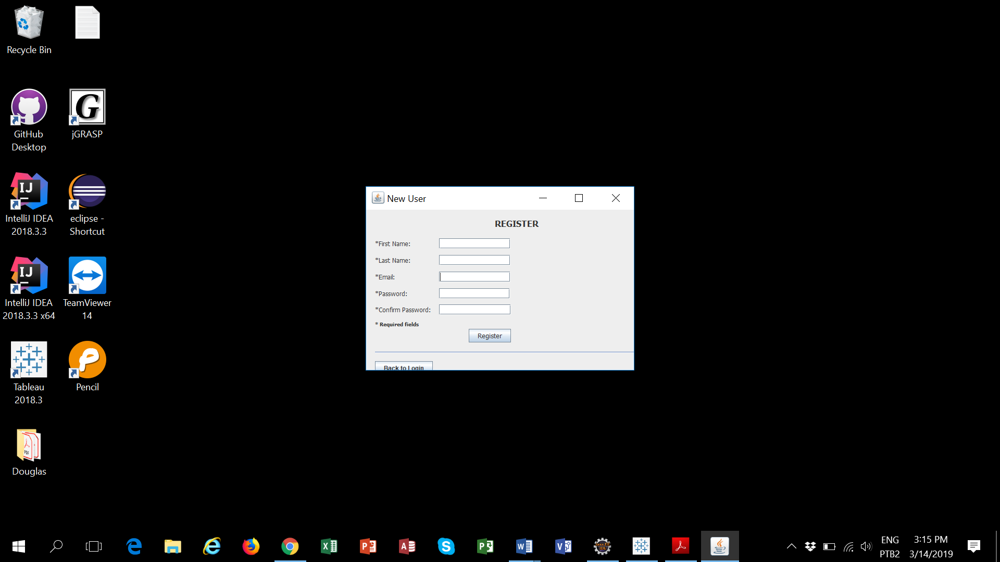 Recycle Bin
GitHub
Desktop
jGRASP
IntelliJ IDEA
2018.3.3
eclipse -
Shortcut
IntelliJ IDEA
2018.3.3 x64
TeamViewer
14
Tableau
2018.3
Pencil
Douglas
New User
REGISTER
*First Name:
*Last Name:
*Email:
*Password:
*Confirm Password:
* Required fields
Register
Back to Login
ENG
PTB2
3:15 PM
3/14/2019